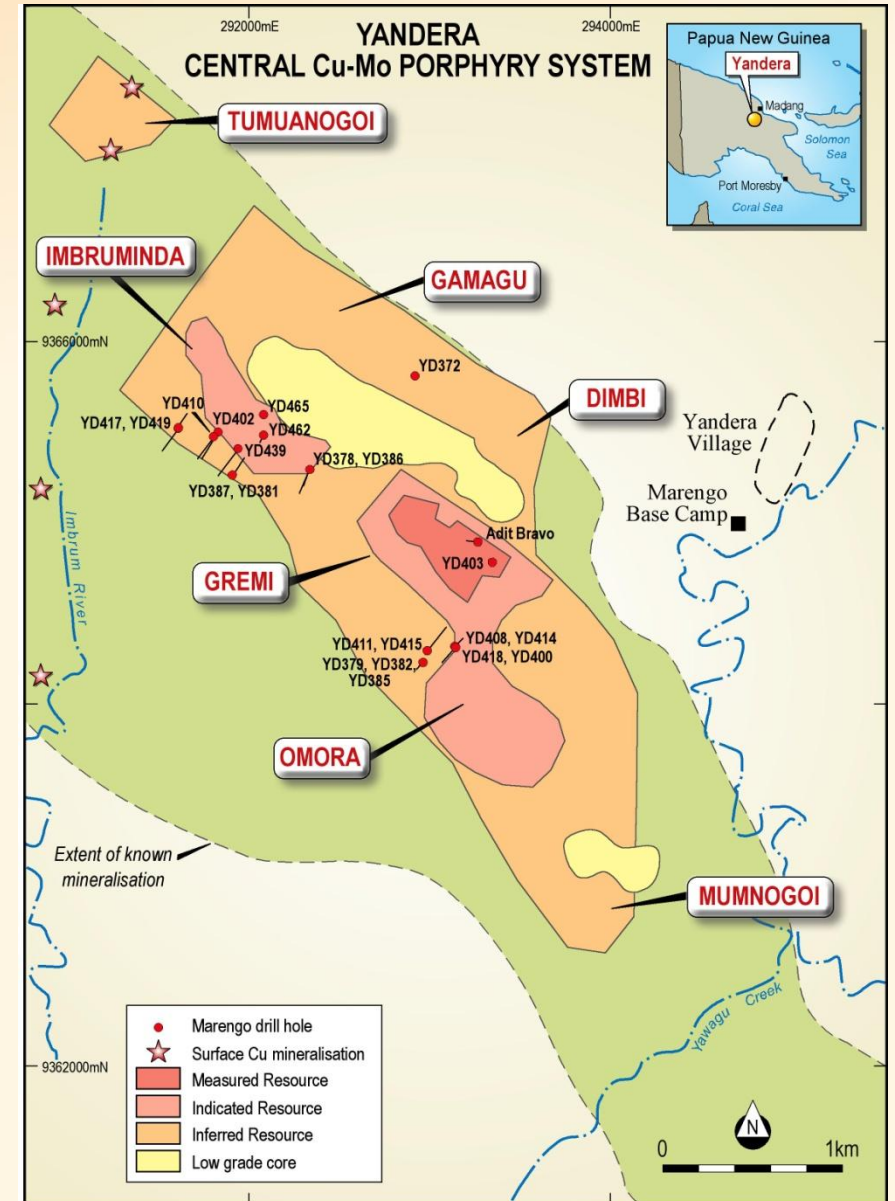 292000mE
294000mE
YANDERA
CENTRAL Cu-Mo PORPHYRY SYSTEM
Papua New Guinea
Yandera
Madang
Solomon
Sea
Port Moresby
Coral Sea
TUMUANOGOI
IMBRUMINDA
GAMAGU
9366000mN
YD372
DIMBI
YD410
YD465
YD417, YD419
YD402
YD462
YD439
YD378, YD386
YD387, YD381
Yandera
Village
Marengo
Base Camp
Imbrum River
Adit Bravo
YD403
GREMI
YD411, YD415
YD408, YD414
YD379, YD382,
YD418, YD400
YD385
OMORA
Extent of known
mineralisation
MUMNOGOI
Yawagu Creek
9362000mN
Marengo drill hole
Surface Cu mineralisation
Measured Resource
Indicated Resource
Inferred Resource
Low grade core
N
0
1km